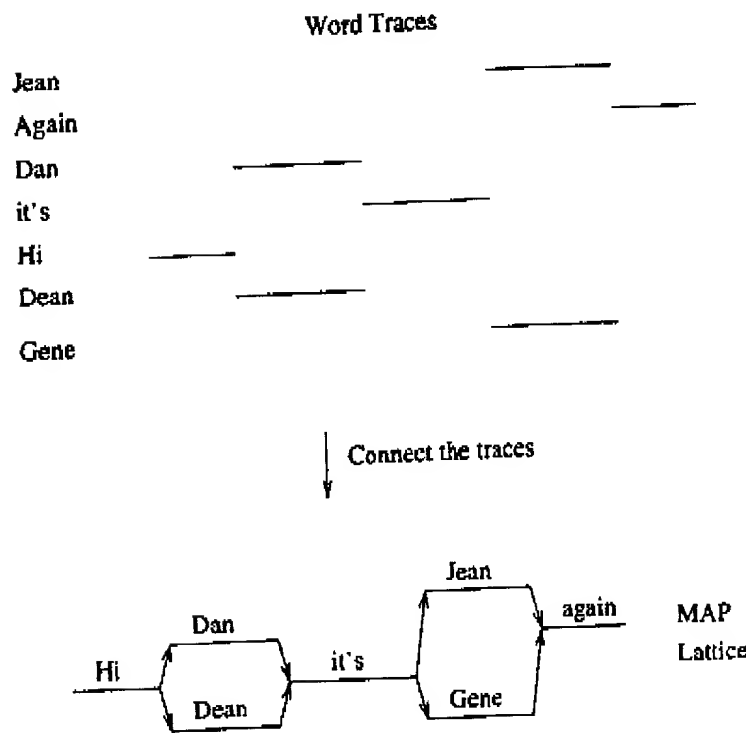 Word Traces
Jean
Again
Dan
it's
Hi
Dean
Gene
Connect the traces
Jean
again
MAP
Dan
it's
Lattice
Hi
Dean
Gene